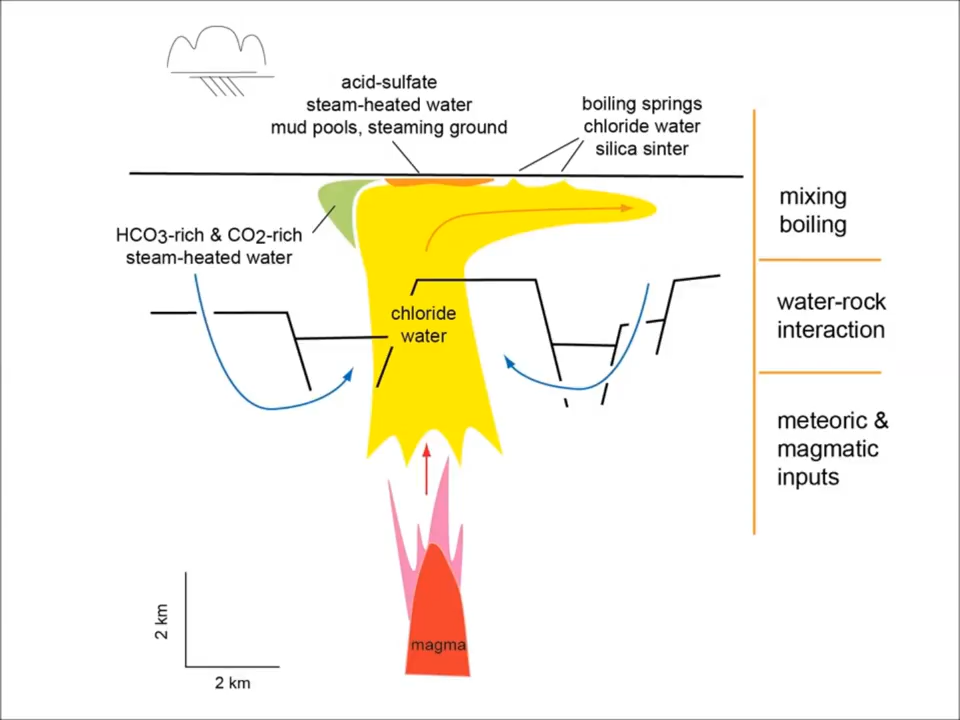 acid-sulfate
steam-heated water
mud pools, steaming ground
boiling springs
chloride water
silica sinter
mixing
boiling
HCO3-rich & CO2-rich
steam-heated water
water-rock
interaction
chloride
water
meteoric &
magmatic
inputs
magma
2 km
2 km